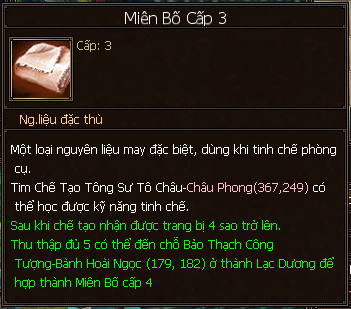 Miên Bố Cấp 3
Cấp: 3
Ng.liệu đặc thù
Một loại nguyên liệu may đặc biệt, dùng khi tinh chế phòng
cụ.
Tìm Chế Tạo Tông Sư Tô Châu-Châu Phong(367,249) có
thể học được kỹ năng tinh chế.
Sau khi chế tạo nhận được trang bị 4 sao trở lên.
Thu thập đủ 5 có thể đến chỗ Bảo Thạch Công
Tượng-Bành Hoài Ngọc (179, 182) ở thành Lạc Dương để
hợp thành Miên Bố cấp 4